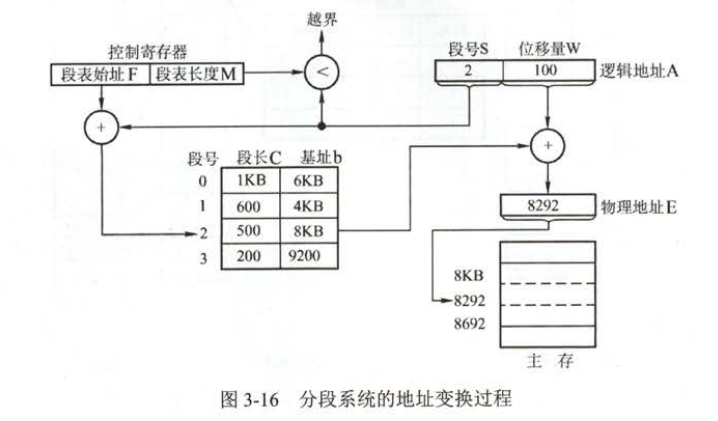 越界
控制寄存器
段表始址F 段表长度M
<
段号S 位移量W
2 100 逻辑地址A
+
+
段号 段长C 基址b
0 1KB 6KB
1 600 4KB
2 500 8KB
3 200 9200
8292 物理地址E
8KB
8292
8692
主 存
图 3-16 分段系统的地址变换过程